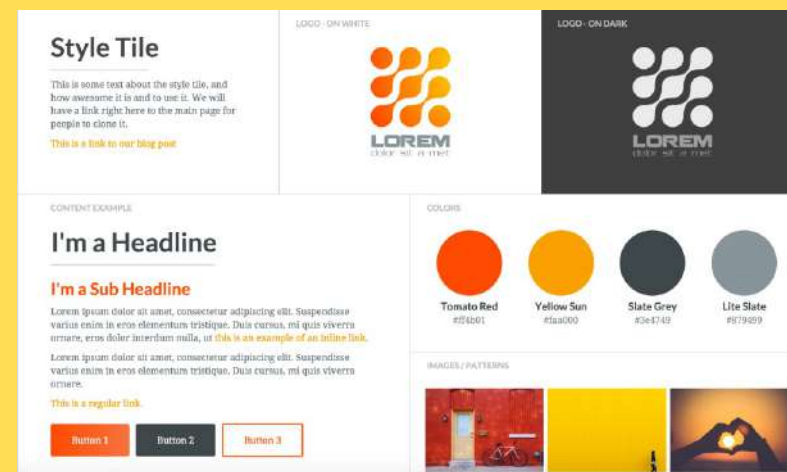 Style Tile
This is some text about the style tile, and
how awesome it is and to use it. We will
have a link right here to the main page for
people to clone it.
This is a link to our blog post
LOGO - ON WHITE
LOREM
dolor sit a met
LOGO - ON DARK
LOREM
dolor sit a met
CONTENT EXAMPLE
I'm a Headline
I'm a Sub Headline
Lorem ipsum dolor sit amet, consectetur adipiscing elit. Suspendisse
varius enim in eros elementum tristique. Duis cursus, mi quis viverra
ornare, eros dolor interdum nulla, ut this is an example of an inline link.
Lorem ipsum dolor sit amet, consectetur adipiscing elit. Suspendisse
varius enim in eros elementum tristique. Duis cursus, mi quis viverra
ornare.
This is a regular link.
Button 1
Button 2
Button 3
COLORS
Tomato Red
#ff4b01
Yellow Sun
#faa000
Slate Grey
#3e4749
Lite Slate
#879499
IMAGES / PATTERNS